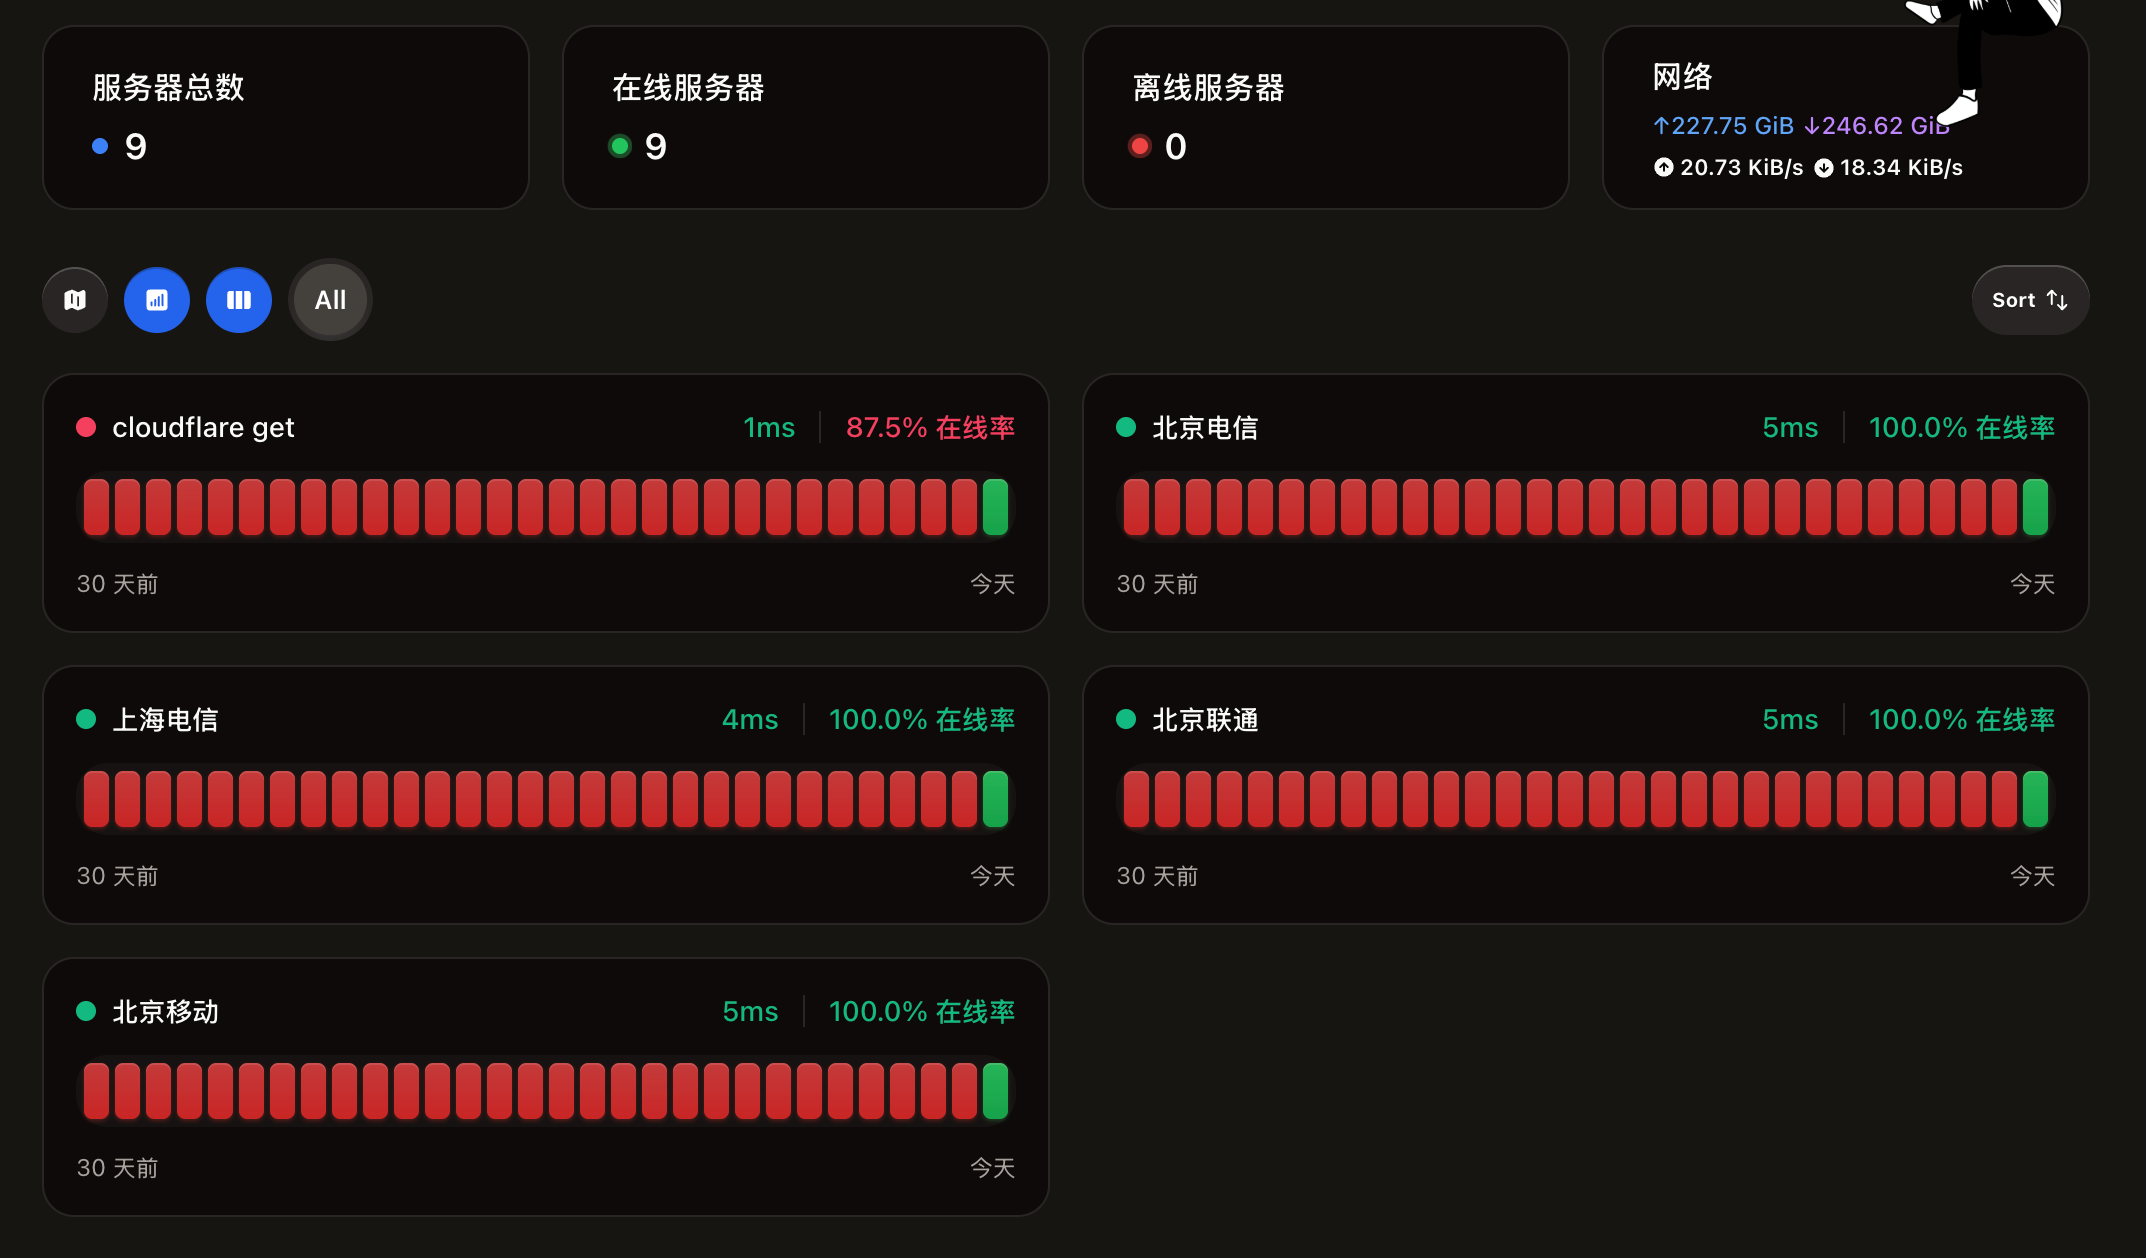 服务器总数
9
在线服务器
9
离线服务器
0
网络
↑227.75 GiB ↓246.62 GiB
20.73 KiB/s 18.34 KiB/s
All
Sort
cloudflare get 1ms 87.5% 在线率
30 天前 今天
北京电信 5ms 100.0% 在线率
30 天前 今天
上海电信 4ms 100.0% 在线率
30 天前 今天
北京联通 5ms 100.0% 在线率
30 天前 今天
北京移动 5ms 100.0% 在线率
30 天前 今天